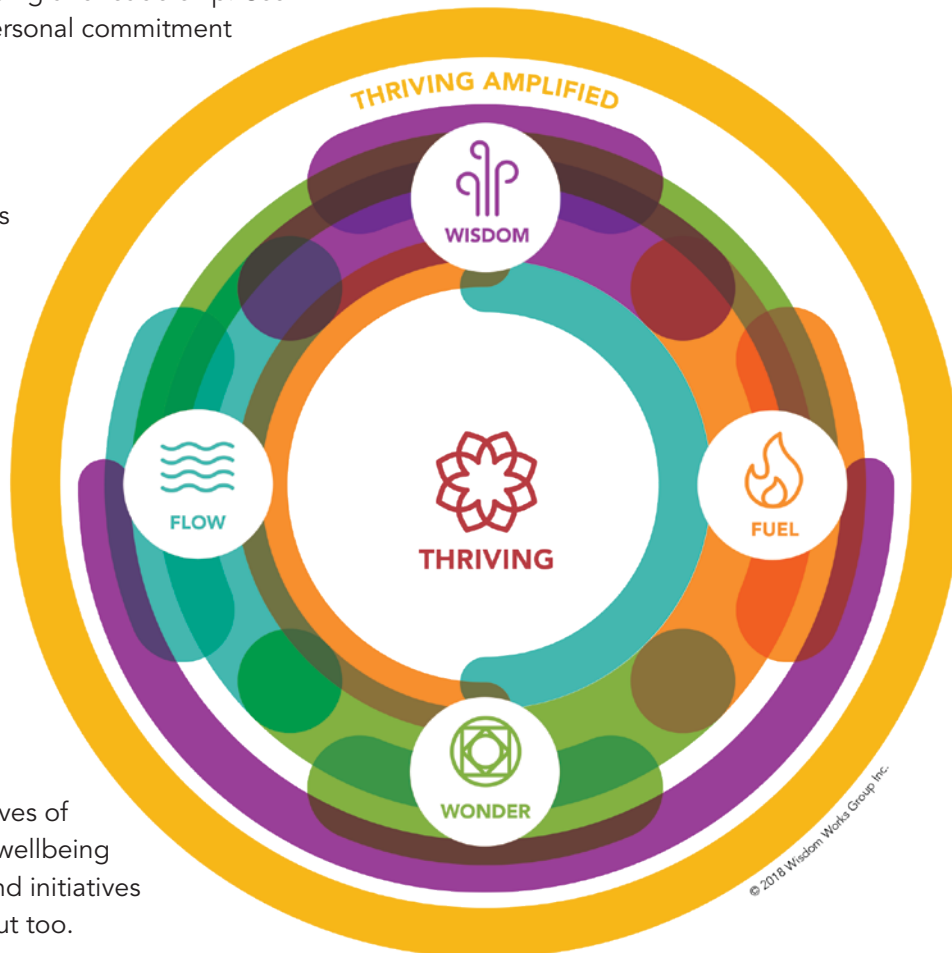 ersonal commitment
THRIVING AMPLIFIED
s
WISDOM
FLOW
FUEL
THRIVING
WONDER
ves of
wellbeing
nd initiatives
ut too.
© 2018 Wisdom Works Group Inc.